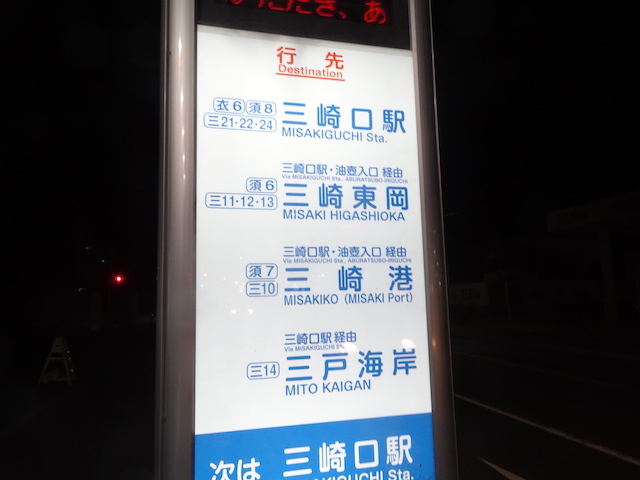 行先
Destination
衣6 須8 三崎口駅
三21・22・24 MISAKIGUCHI Sta.
三崎口駅・油壺入口 経由
Via MISAKIGUCHI Sta., ABURATSUBO-IRIGUCHI
須6 三崎東岡
三11・12・13 MISAKI HIGASHIOKA
三崎口駅・油壺入口 経由
Via MISAKIGUCHI Sta., ABURATSUBO-IRIGUCHI
須7 三崎港
三10 MISAKIKO (MISAKI Port)
三崎口駅 経由
Via MISAKIGUCHI Sta.
三14 三戸海岸
MITO KAIGAN
次は 三崎口駅
MISAKIGUCHI Sta.